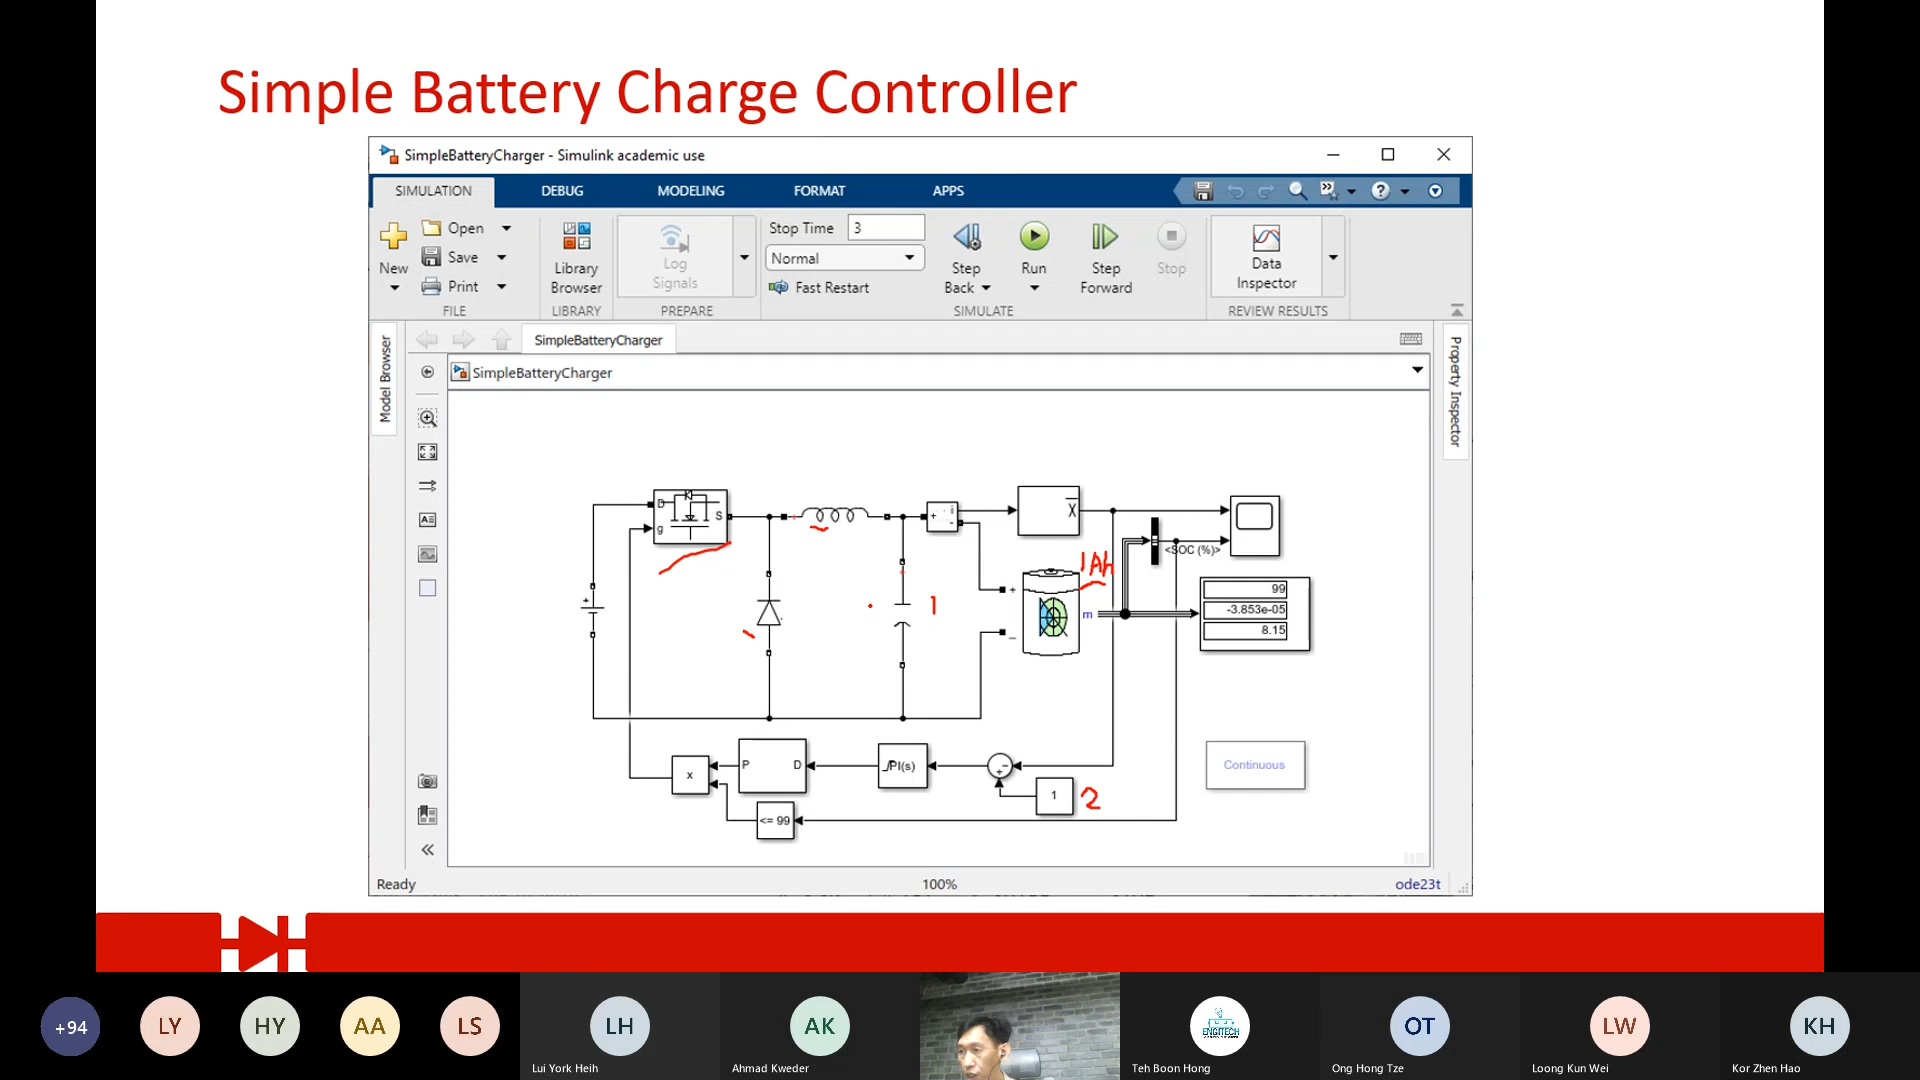 Simple Battery Charge Controller
SimpleBatteryCharger - Simulink academic use
SIMULATION DEBUG MODELING FORMAT APPS
New
Open
Save
Print
FILE
Library
Browser
LIBRARY
Log
Signals
PREPARE
Stop Time 3
Normal
Fast Restart
Step
Back
Run
Step
Forward
Stop
SIMULATE
Data
Inspector
REVIEW RESULTS
Model Browser
SimpleBatteryCharger
SimpleBatteryCharger
Property Inspector
D
g
S
+
i
-
X
<SOC (%)>
1Ah
+
+
m
_
1
99
-3.853e-05
8.15
x
P D
PI(s)
1
2
<= 99
Continuous
Ready 100% ode23t
+94
LY
HY
AA
LS
LH
Lui York Heih
AK
Ahmad Kweder
ENGITECH
Teh Boon Hong
OT
Ong Hong Tze
LW
Loong Kun Wei
KH
Kor Zhen Hao